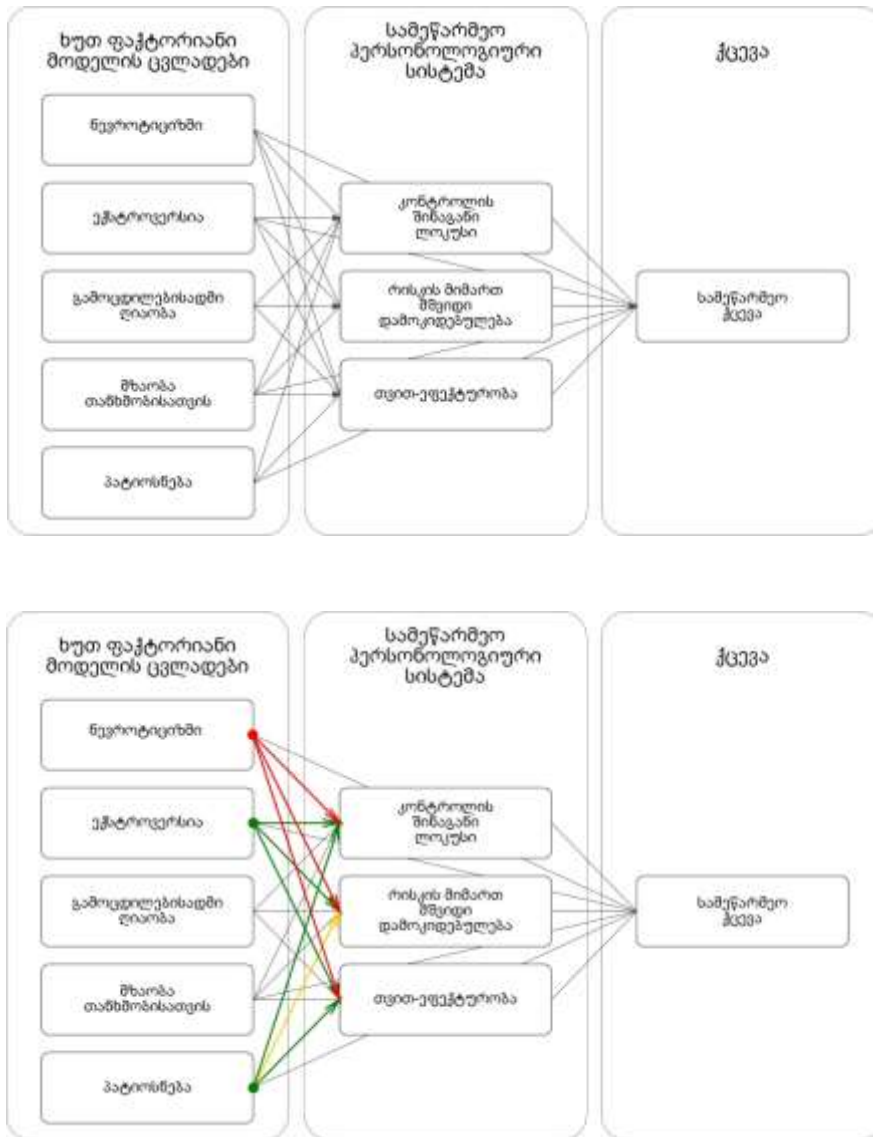 ხუთ ფაქტორიანი
მოდელის ცვლადები
ნევროტიციზმი
ექსტროვერსია
გამოცდილებისადმი
ღიაობა
მზაობა
თანხმობისათვის
პატიოსნება
სამეწარმეო
პერსონოლოგიური
სისტემა
კონტროლის
შინაგანი
ლოკუსი
რისკის მიმართ
მშვიდი
დამოკიდებულება
თვით-ეფექტურობა
ქცევა
სამეწარმეო
ქცევა
ხუთ ფაქტორიანი
მოდელის ცვლადები
ნევროტიციზმი
ექსტროვერსია
გამოცდილებისადმი
ღიაობა
მზაობა
თანხმობისათვის
პატიოსნება
სამეწარმეო
პერსონოლოგიური
სისტემა
კონტროლის
შინაგანი
ლოკუსი
რისკის მიმართ
მშვიდი
დამოკიდებულება
თვით-ეფექტურობა
ქცევა
სამეწარმეო
ქცევა